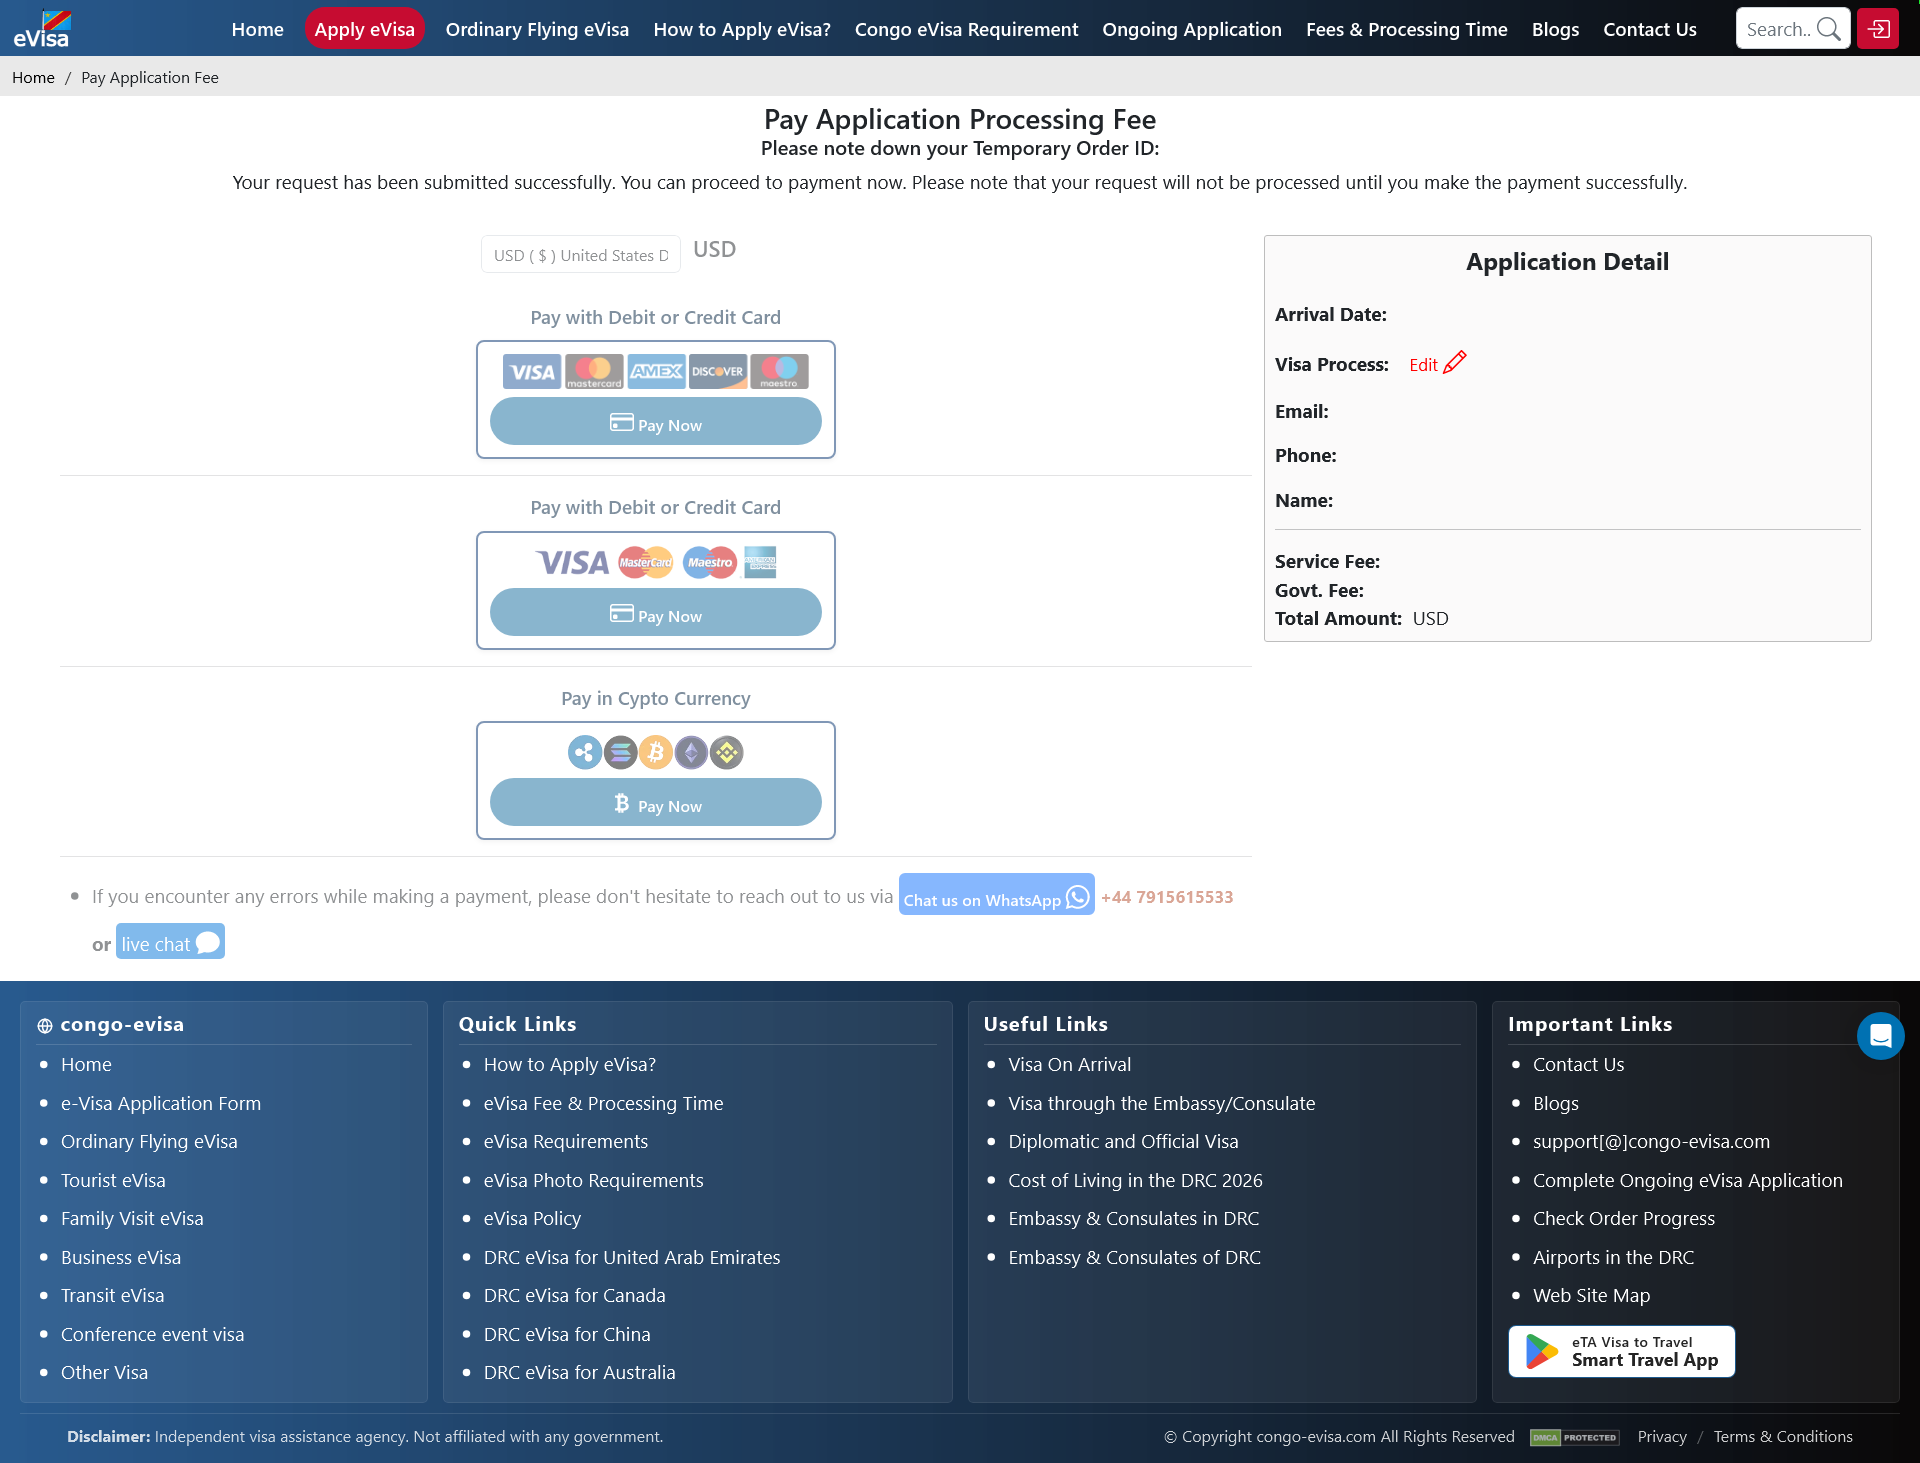 eVisa
Home
Apply eVisa
Ordinary Flying eVisa
How to Apply eVisa?
Congo eVisa Requirement
Ongoing Application
Fees & Processing Time
Blogs
Contact Us
Search..
Home / Pay Application Fee
Pay Application Processing Fee
Please note down your Temporary Order ID:
Your request has been submitted successfully. You can proceed to payment now. Please note that your request will not be processed until you make the payment successfully.
USD ( $ ) United States D
USD
Pay with Debit or Credit Card
VISA mastercard AMEX DISCOVER maestro
Pay Now
Pay with Debit or Credit Card
VISA MasterCard Maestro
Pay Now
Pay in Cypto Currency
Pay Now
If you encounter any errors while making a payment, please don't hesitate to reach out to us via Chat us on WhatsApp +44 7915615533
or live chat
Application Detail
Arrival Date:
Visa Process: Edit
Email:
Phone:
Name:
Service Fee:
Govt. Fee:
Total Amount: USD
congo-evisa
Home
e-Visa Application Form
Ordinary Flying eVisa
Tourist eVisa
Family Visit eVisa
Business eVisa
Transit eVisa
Conference event visa
Other Visa
Quick Links
How to Apply eVisa?
eVisa Fee & Processing Time
eVisa Requirements
eVisa Photo Requirements
eVisa Policy
DRC eVisa for United Arab Emirates
DRC eVisa for Canada
DRC eVisa for China
DRC eVisa for Australia
Useful Links
Visa On Arrival
Visa through the Embassy/Consulate
Diplomatic and Official Visa
Cost of Living in the DRC 2026
Embassy & Consulates in DRC
Embassy & Consulates of DRC
Important Links
Contact Us
Blogs
support[@]congo-evisa.com
Complete Ongoing eVisa Application
Check Order Progress
Airports in the DRC
Web Site Map
eTA Visa to Travel
Smart Travel App
Disclaimer: Independent visa assistance agency. Not affiliated with any government.
© Copyright congo-evisa.com All Rights Reserved
DMCA PROTECTED
Privacy / Terms & Conditions